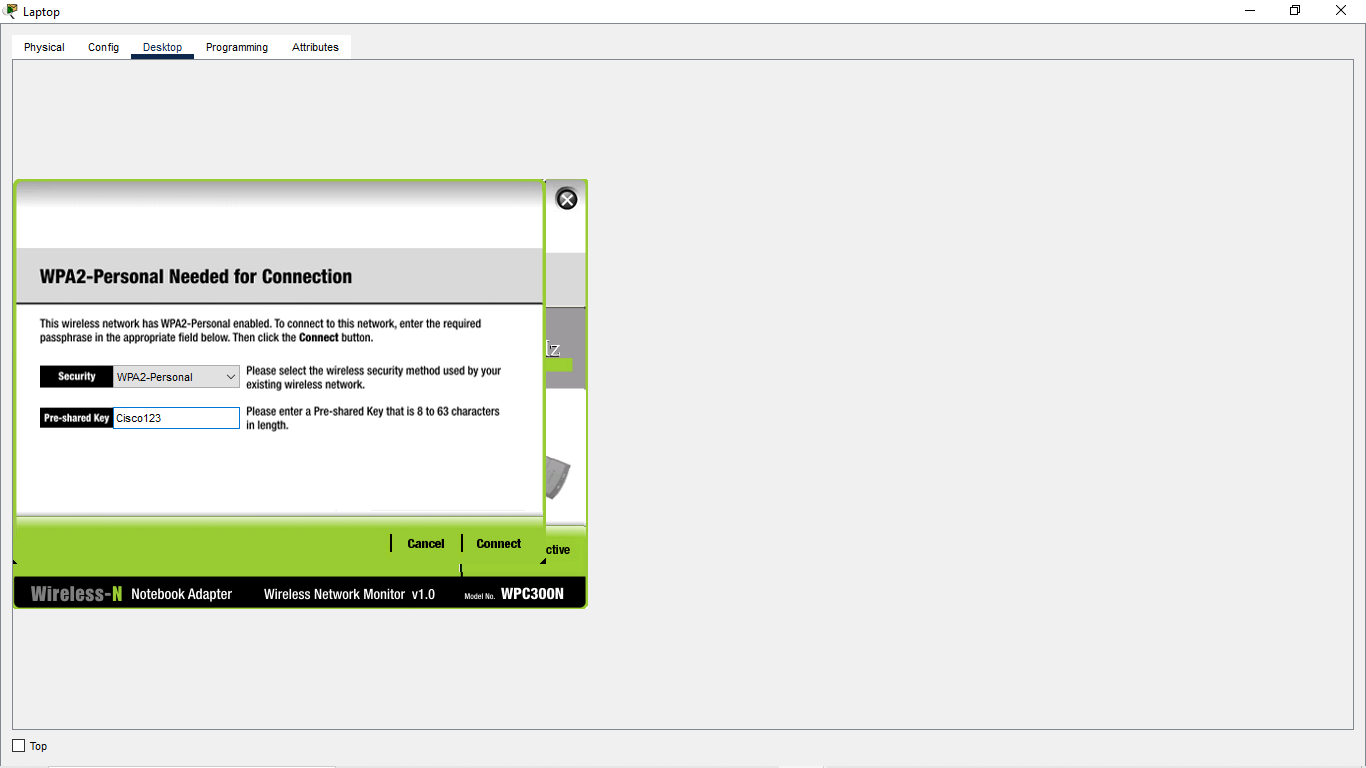 Laptop
Physical Config Desktop Programming Attributes
WPA2-Personal Needed for Connection
This wireless network has WPA2-Personal enabled. To connect to this network, enter the required
passphrase in the appropriate field below. Then click the Connect button.
Security WPA2-Personal
Please select the wireless security method used by your
existing wireless network.
Pre-shared Key Cisco123
Please enter a Pre-shared Key that is 8 to 63 characters
in length.
Cancel Connect
Wireless-N Notebook Adapter Wireless Network Monitor v1.0 Model No. WPC300N
Top